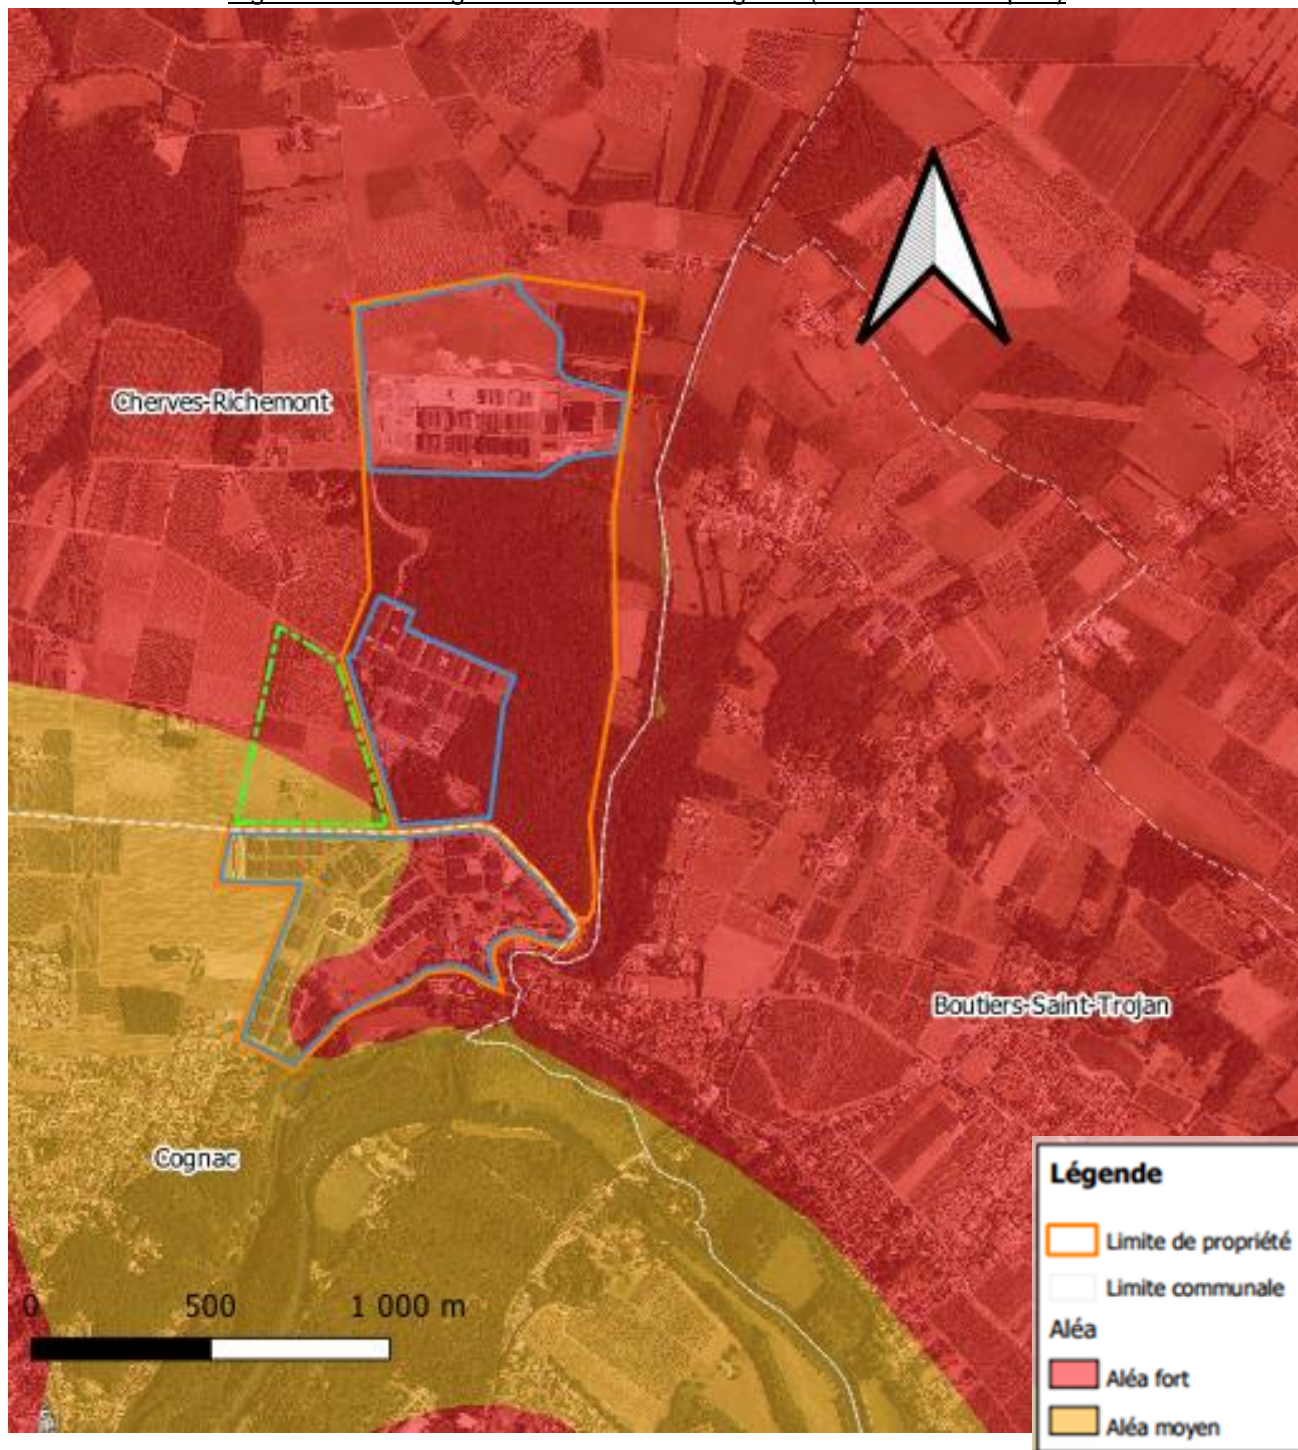 Cherves-Richemont
Boutiers-Saint-Trojan
Cognac
0 500 1 000 m
Légende
Limite de propriété
Limite communale
Aléa
Aléa fort
Aléa moyen